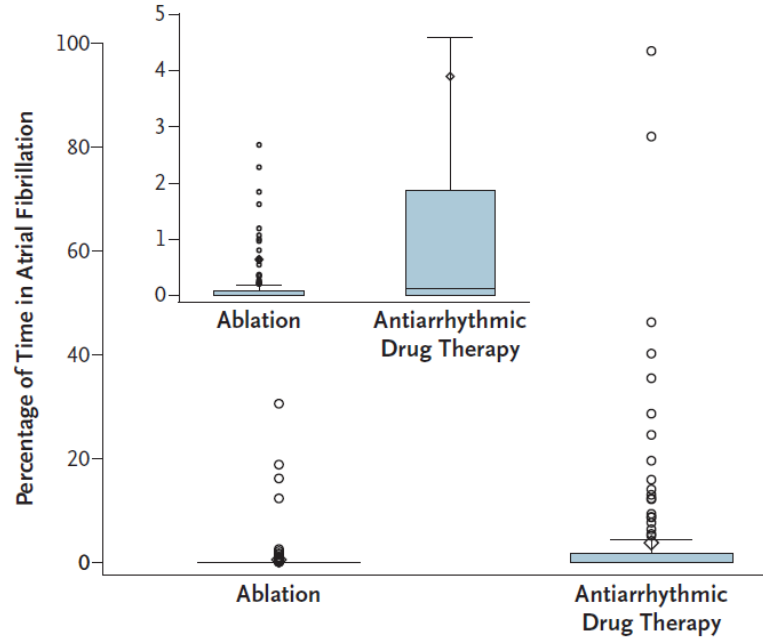 Percentage of Time in Atrial Fibrillation
100
80
60
40
20
0
5
4
3
2
1
0
Ablation
Antiarrhythmic
Drug Therapy
Ablation
Antiarrhythmic
Drug Therapy